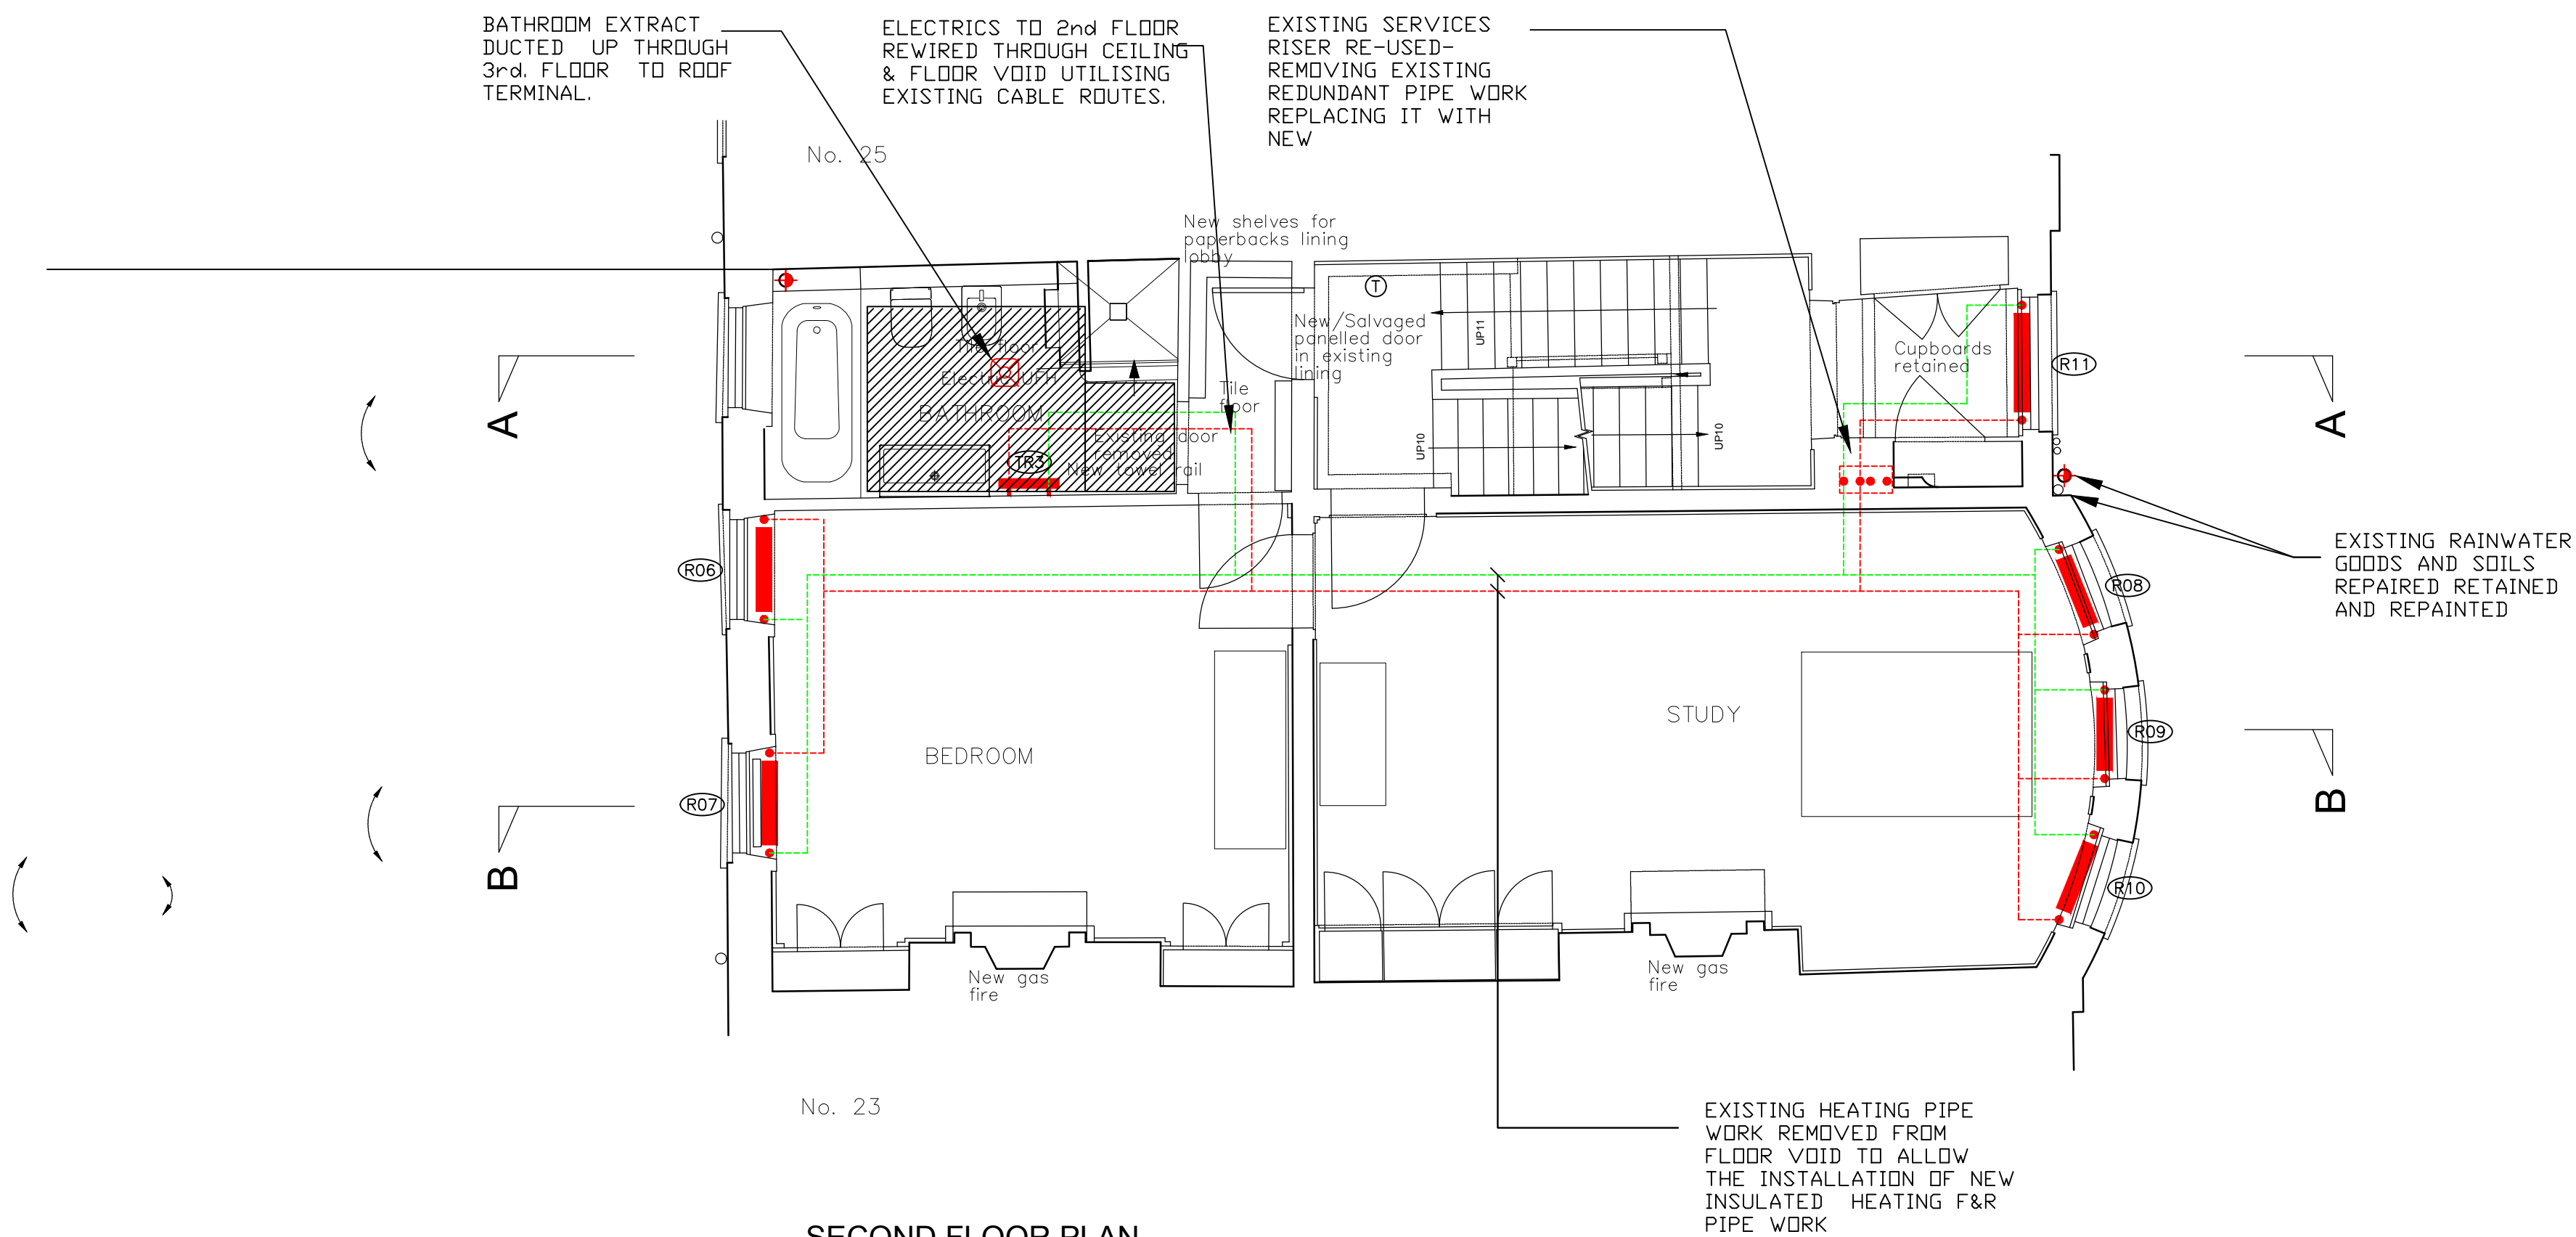 BATHROOM EXTRACT
DUCTED UP THROUGH
3rd. FLOOR TO ROOF
TERMINAL.
ELECTRICS TO 2nd FLOOR
REWIRED THROUGH CEILING
& FLOOR VOID UTILISING
EXISTING CABLE ROUTES.
EXISTING SERVICES
RISER RE-USED-
REMOVING EXISTING
REDUNDANT PIPE WORK
REPLACING IT WITH
NEW
No. 25
New shelves for
paperbacks lining
lobby
T
New/Salvaged
panelled door
in existing
lining
UP11
UP10
UP10
Cupboards
retained
R11
Tile floor
Electric UFH
BATHROOM
Tile
floor
Existing door
removed
New towel rail
TR3
A
A
EXISTING RAINWATER
GOODS AND SOILS
REPAIRED RETAINED
AND REPAINTED
R06
R08
STUDY
R09
BEDROOM
R07
B
B
R10
New gas
fire
New gas
fire
No. 23
EXISTING HEATING PIPE
WORK REMOVED FROM
FLOOR VOID TO ALLOW
THE INSTALLATION OF NEW
INSULATED HEATING F&R
PIPE WORK
SECOND FLOOR PLAN